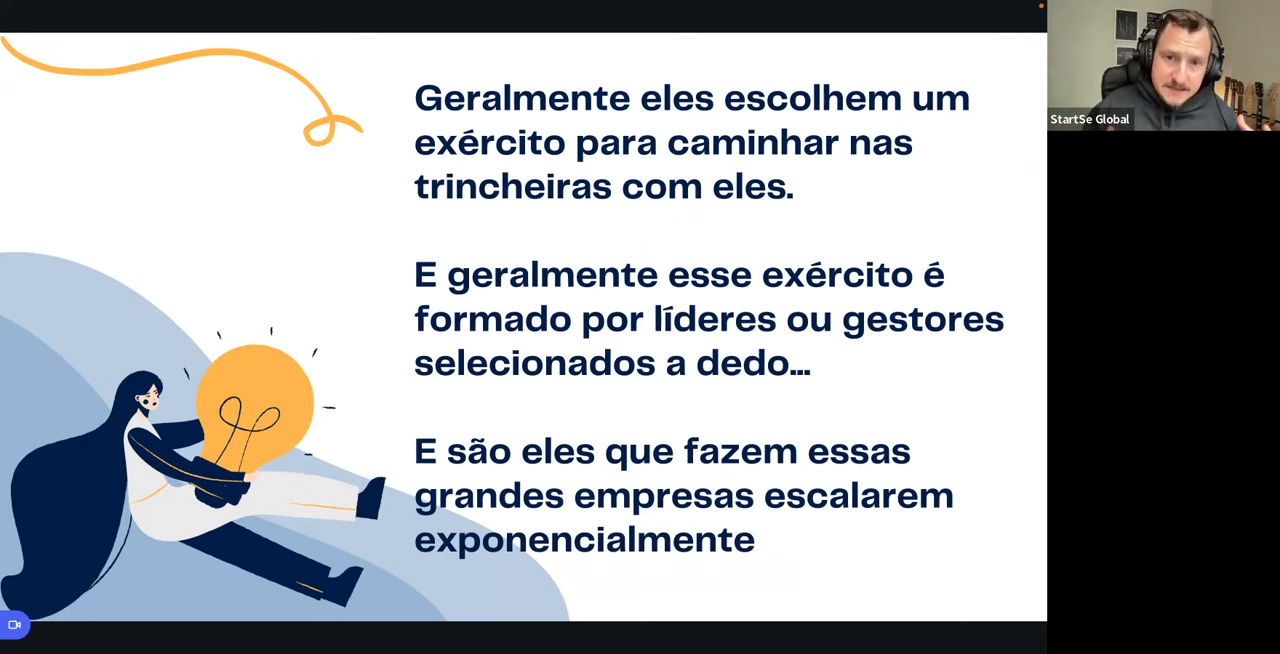 Geralmente eles escolhem um
exército para caminhar nas
trincheiras com eles.
E geralmente esse exército é
formado por líderes ou gestores
selecionados a dedo...
E são eles que fazem essas
grandes empresas escalarem
exponencialmente
StartSe Global